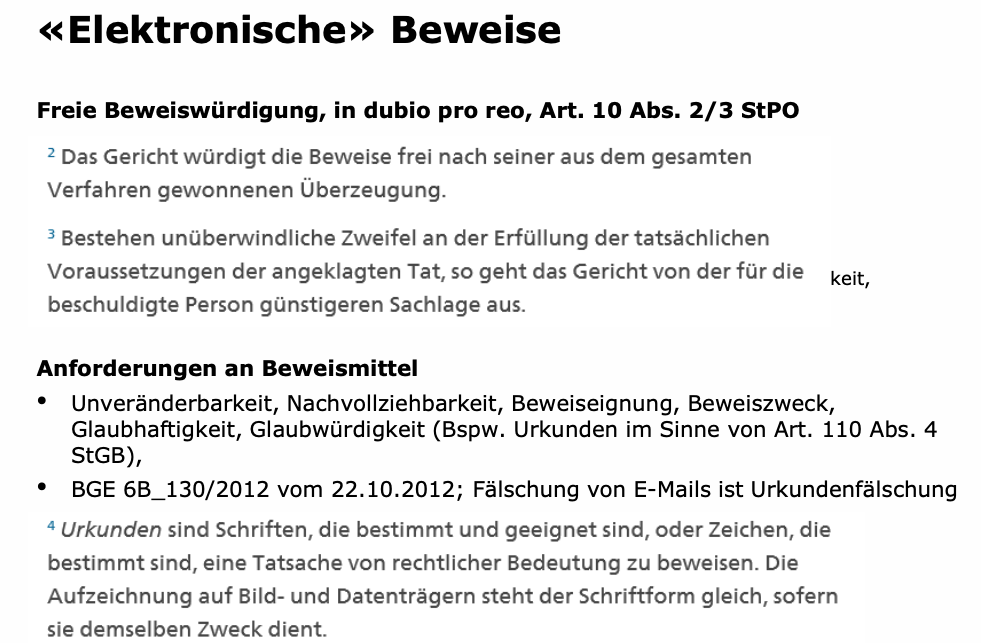 «Elektronische» Beweise
Freie Beweiswürdigung, in dubio pro reo, Art. 10 Abs. 2/3 StPO
2 Das Gericht würdigt die Beweise frei nach seiner aus dem gesamten
Verfahren gewonnenen Überzeugung.
3 Bestehen unüberwindliche Zweifel an der Erfüllung der tatsächlichen
Voraussetzungen der angeklagten Tat, so geht das Gericht von der für die
keit,
beschuldigte Person günstigeren Sachlage aus.
Anforderungen an Beweismittel
• Unveränderbarkeit, Nachvollziehbarkeit, Beweiseignung, Beweiszweck,
Glaubhaftigkeit, Glaubwürdigkeit (Bspw. Urkunden im Sinne von Art. 110 Abs. 4
StGB),
• BGE 6B_130/2012 vom 22.10.2012; Fälschung von E-Mails ist Urkundenfälschung
4 Urkunden sind Schriften, die bestimmt und geeignet sind, oder Zeichen, die
bestimmt sind, eine Tatsache von rechtlicher Bedeutung zu beweisen. Die
Aufzeichnung auf Bild- und Datenträgern steht der Schriftform gleich, sofern
sie demselben Zweck dient.